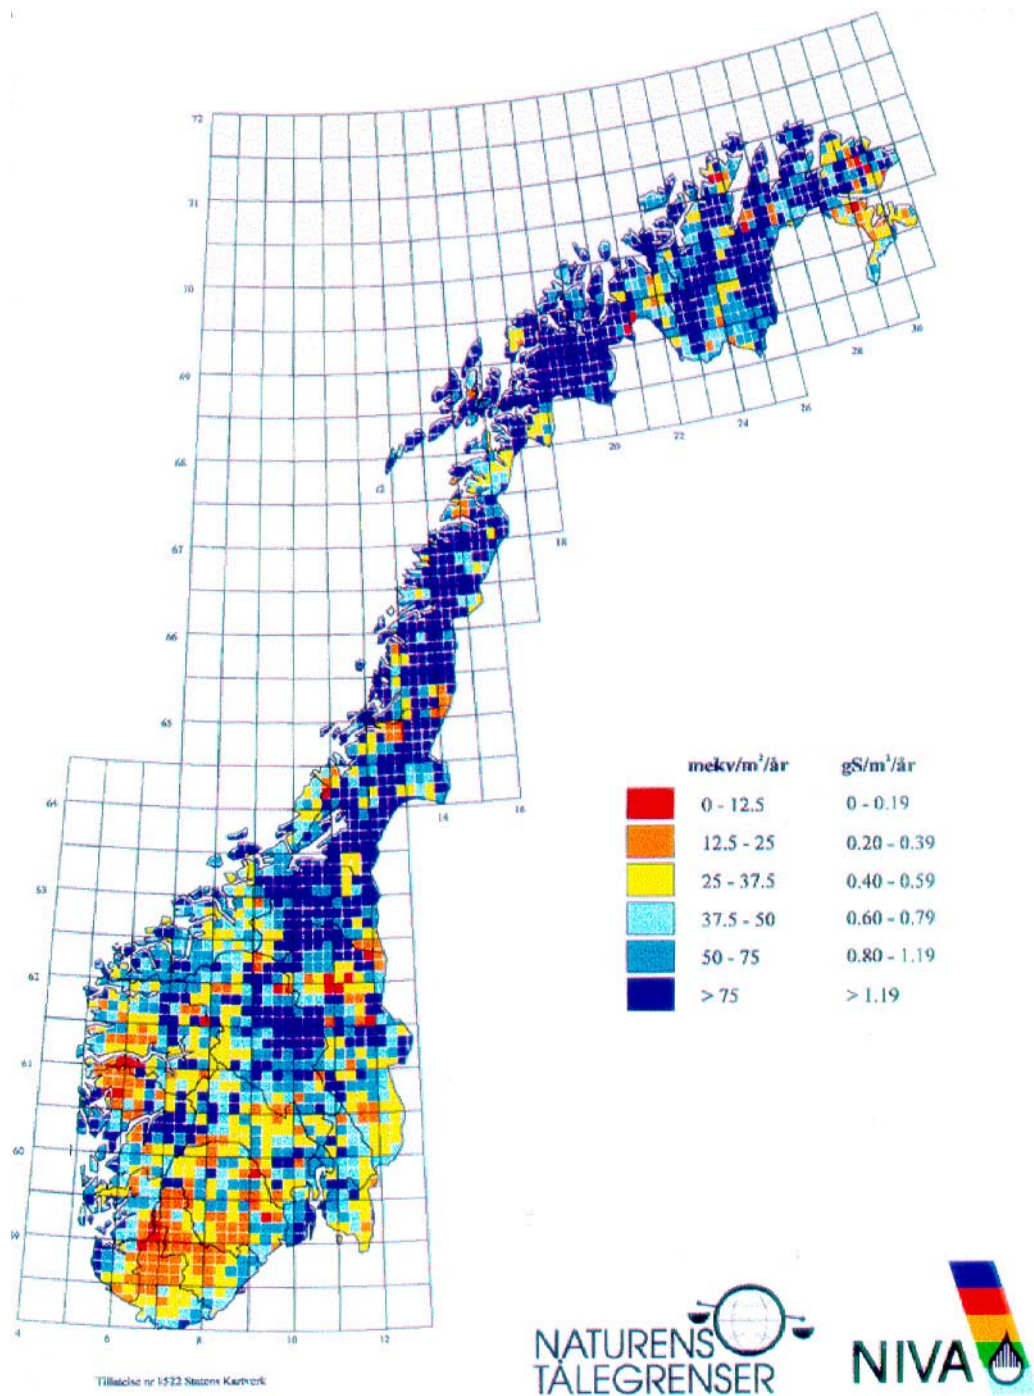 72
71
70
69
68
67
66
65
64
63
62
61
60
59
30
28
26
24
22
20
18
16
14
12
4
6
8
10
12
mekv/m²/år gS/m²/år
0 - 12.5 0 - 0.19
12.5 - 25 0.20 - 0.39
25 - 37.5 0.40 - 0.59
37.5 - 50 0.60 - 0.79
50 - 75 0.80 - 1.19
> 75 > 1.19
Tillatelse nr 1522 Statens Kartverk
NATURENS
TÅLEGRENSER
NIVA